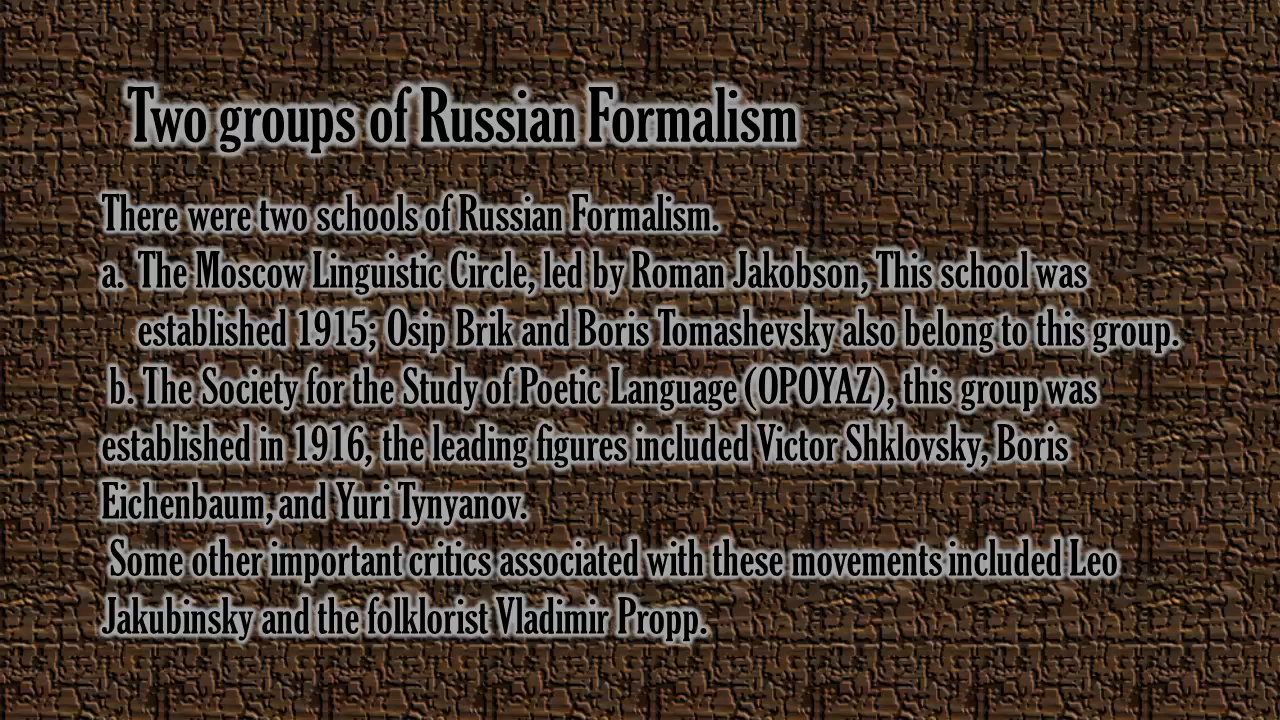 Two groups of Russian Formalism
There were two schools of Russian Formalism.
a. The Moscow Linguistic Circle, led by Roman Jakobson, This school was
established 1915; Osip Brik and Boris Tomashevsky also belong to this group.
b. The Society for the Study of Poetic Language (OPOYAZ), this group was
established in 1916, the leading figures included Victor Shklovsky, Boris
Eichenbaum, and Yuri Tynyanov.
Some other important critics associated with these movements included Leo
Jakubinsky and the folklorist Vladimir Propp.